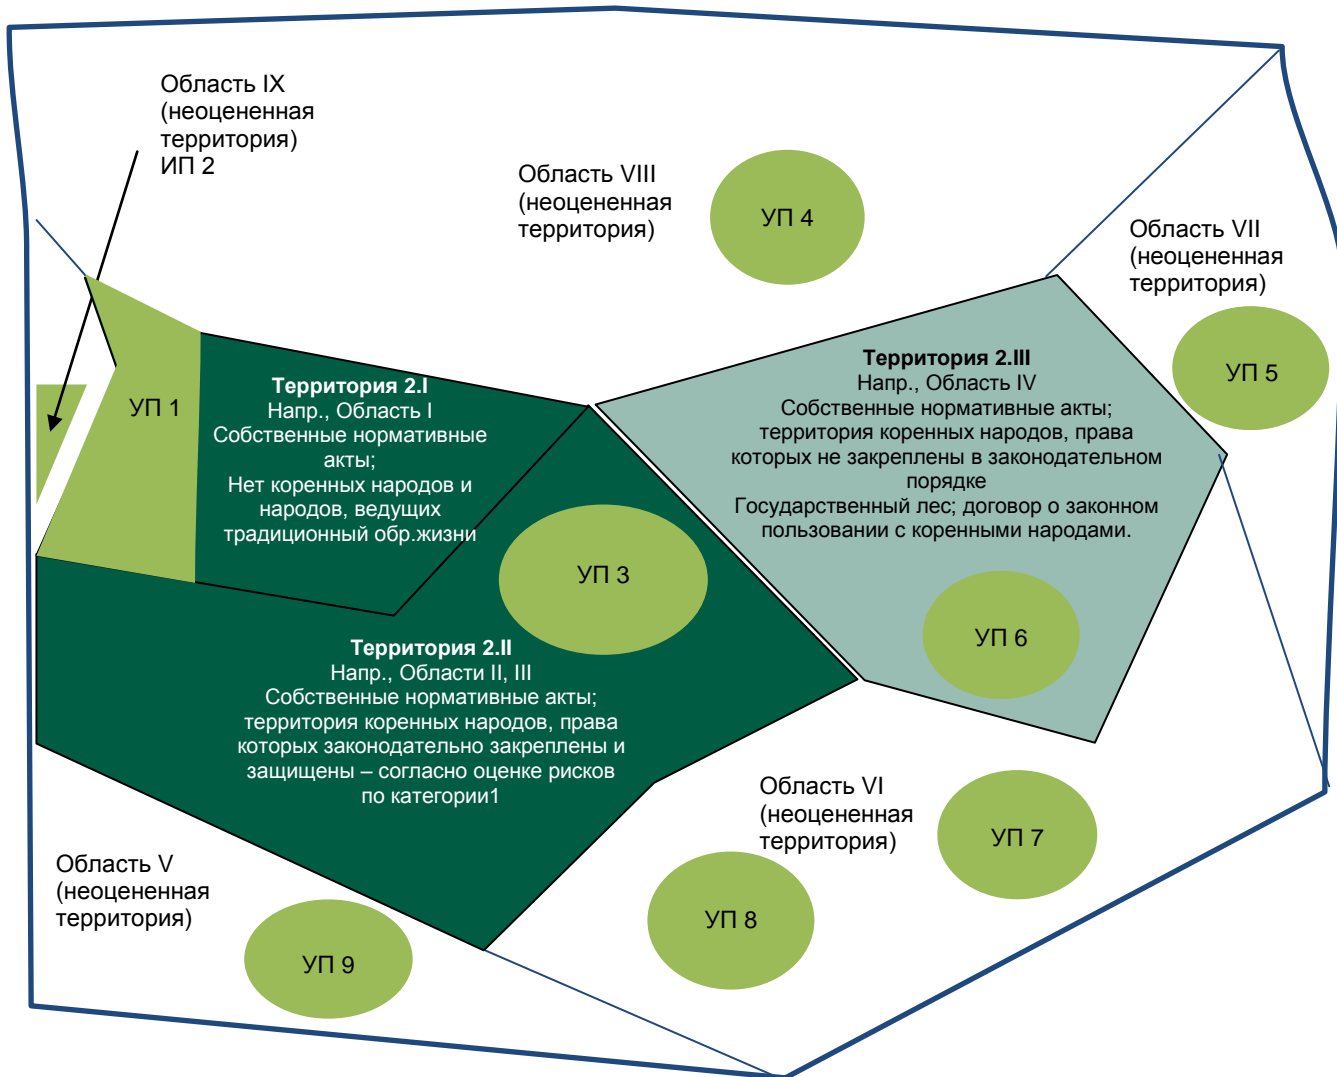 Область IX
(неоцененная
территория)
ИП 2
Область VIII
(неоцененная
территория)
УП 4
Область VII
(неоцененная
территория)
УП 5
УП 1
Территория 2.I
Напр., Область I
Собственные нормативные
акты;
Нет коренных народов и
народов, ведущих
традиционный обр.жизни
Территория 2.III
Напр., Область IV
Собственные нормативные акты;
территория коренных народов, права
которых не закреплены в законодательном
порядке
Государственный лес; договор о законном
пользовании с коренными народами.
УП 3
УП 6
Территория 2.II
Напр., Области II, III
Собственные нормативные акты;
территория коренных народов, права
которых законодательно закреплены и
защищены – согласно оценке рисков
по категории1
Область VI
(неоцененная
территория)
УП 7
Область V
(неоцененная
территория)
УП 8
УП 9